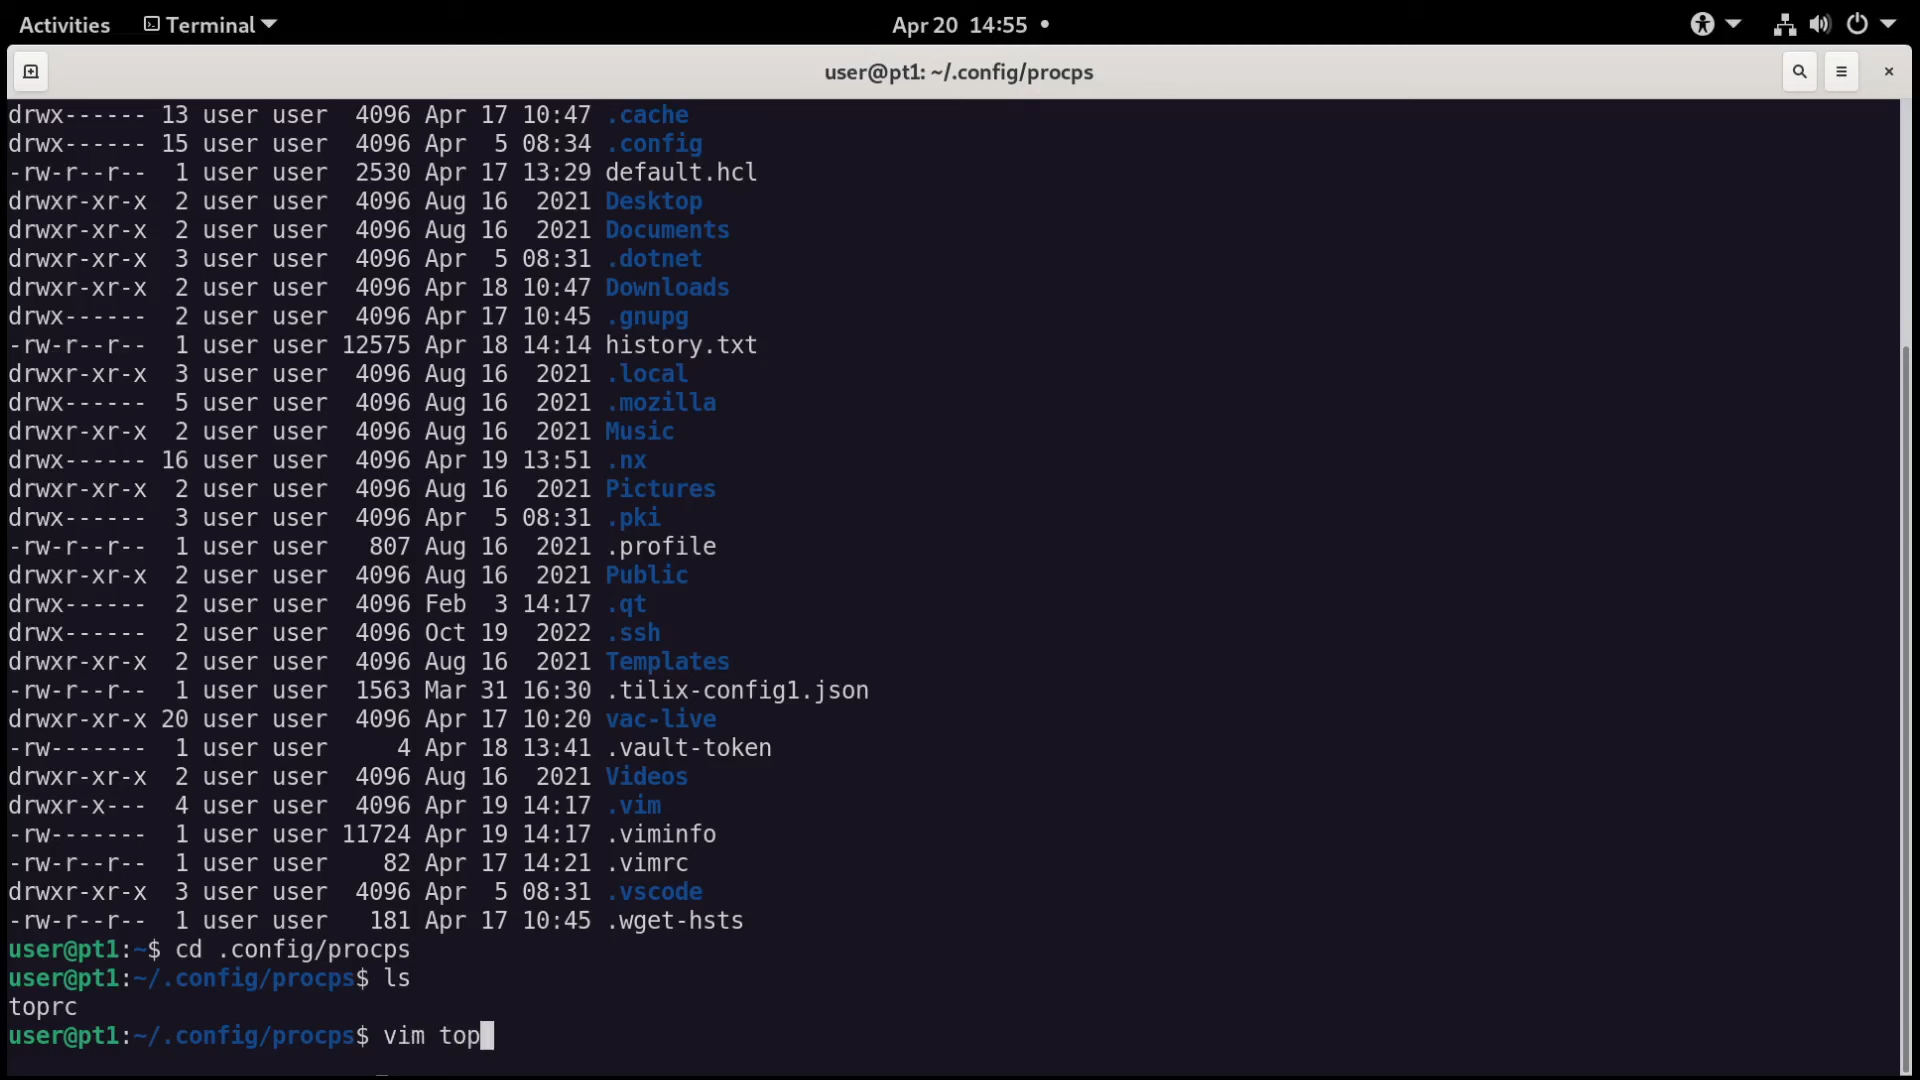 Activities Terminal Apr 20 14:55
user@pt1: ~/.config/procps
drwx------ 13 user user  4096 Apr 17 10:47 .cache
drwx------ 15 user user  4096 Apr  5 08:34 .config
-rw-r--r--  1 user user  2530 Apr 17 13:29 default.hcl
drwxr-xr-x  2 user user  4096 Aug 16  2021 Desktop
drwxr-xr-x  2 user user  4096 Aug 16  2021 Documents
drwxr-xr-x  3 user user  4096 Apr  5 08:31 .dotnet
drwxr-xr-x  2 user user  4096 Apr 18 10:47 Downloads
drwx------  2 user user  4096 Apr 17 10:45 .gnupg
-rw-r--r--  1 user user 12575 Apr 18 14:14 history.txt
drwxr-xr-x  3 user user  4096 Aug 16  2021 .local
drwx------  5 user user  4096 Aug 16  2021 .mozilla
drwxr-xr-x  2 user user  4096 Aug 16  2021 Music
drwx------ 16 user user  4096 Apr 19 13:51 .nx
drwxr-xr-x  2 user user  4096 Aug 16  2021 Pictures
drwx------  3 user user  4096 Apr  5 08:31 .pki
-rw-r--r--  1 user user   807 Aug 16  2021 .profile
drwxr-xr-x  2 user user  4096 Aug 16  2021 Public
drwx------  2 user user  4096 Feb  3 14:17 .qt
drwx------  2 user user  4096 Oct 19  2022 .ssh
drwxr-xr-x  2 user user  4096 Aug 16  2021 Templates
-rw-r--r--  1 user user  1563 Mar 31 16:30 .tilix-config1.json
drwxr-xr-x 20 user user  4096 Apr 17 10:20 vac-live
-rw-------  1 user user     4 Apr 18 13:41 .vault-token
drwxr-xr-x  2 user user  4096 Aug 16  2021 Videos
drwxr-x---  4 user user  4096 Apr 19 14:17 .vim
-rw-------  1 user user 11724 Apr 19 14:17 .viminfo
-rw-r--r--  1 user user    82 Apr 17 14:21 .vimrc
drwxr-xr-x  3 user user  4096 Apr  5 08:31 .vscode
-rw-r--r--  1 user user   181 Apr 17 10:45 .wget-hsts
user@pt1:~$ cd .config/procps
user@pt1:~/.config/procps$ ls
toprc
user@pt1:~/.config/procps$ vim top